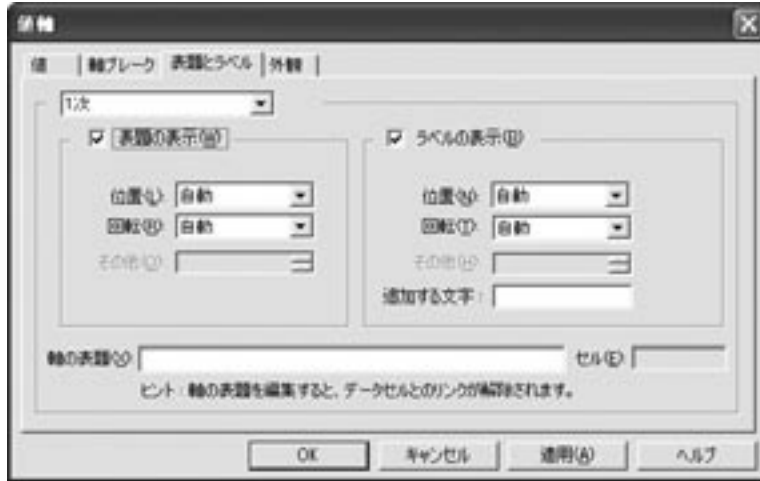 値軸
値 軸ブレーク 表題とラベル 外観
1次
表題の表示(W)
位置(L) 自動
回転(R) 自動
その他(O)
ラベルの表示(B)
位置(N) 自動
回転(T) 自動
その他(H)
追加する文字:
軸の表題(X) セル(E)
ヒント:軸の表題を編集すると、データセルとのリンクが解除されます。
OK キャンセル 適用(A) ヘルプ